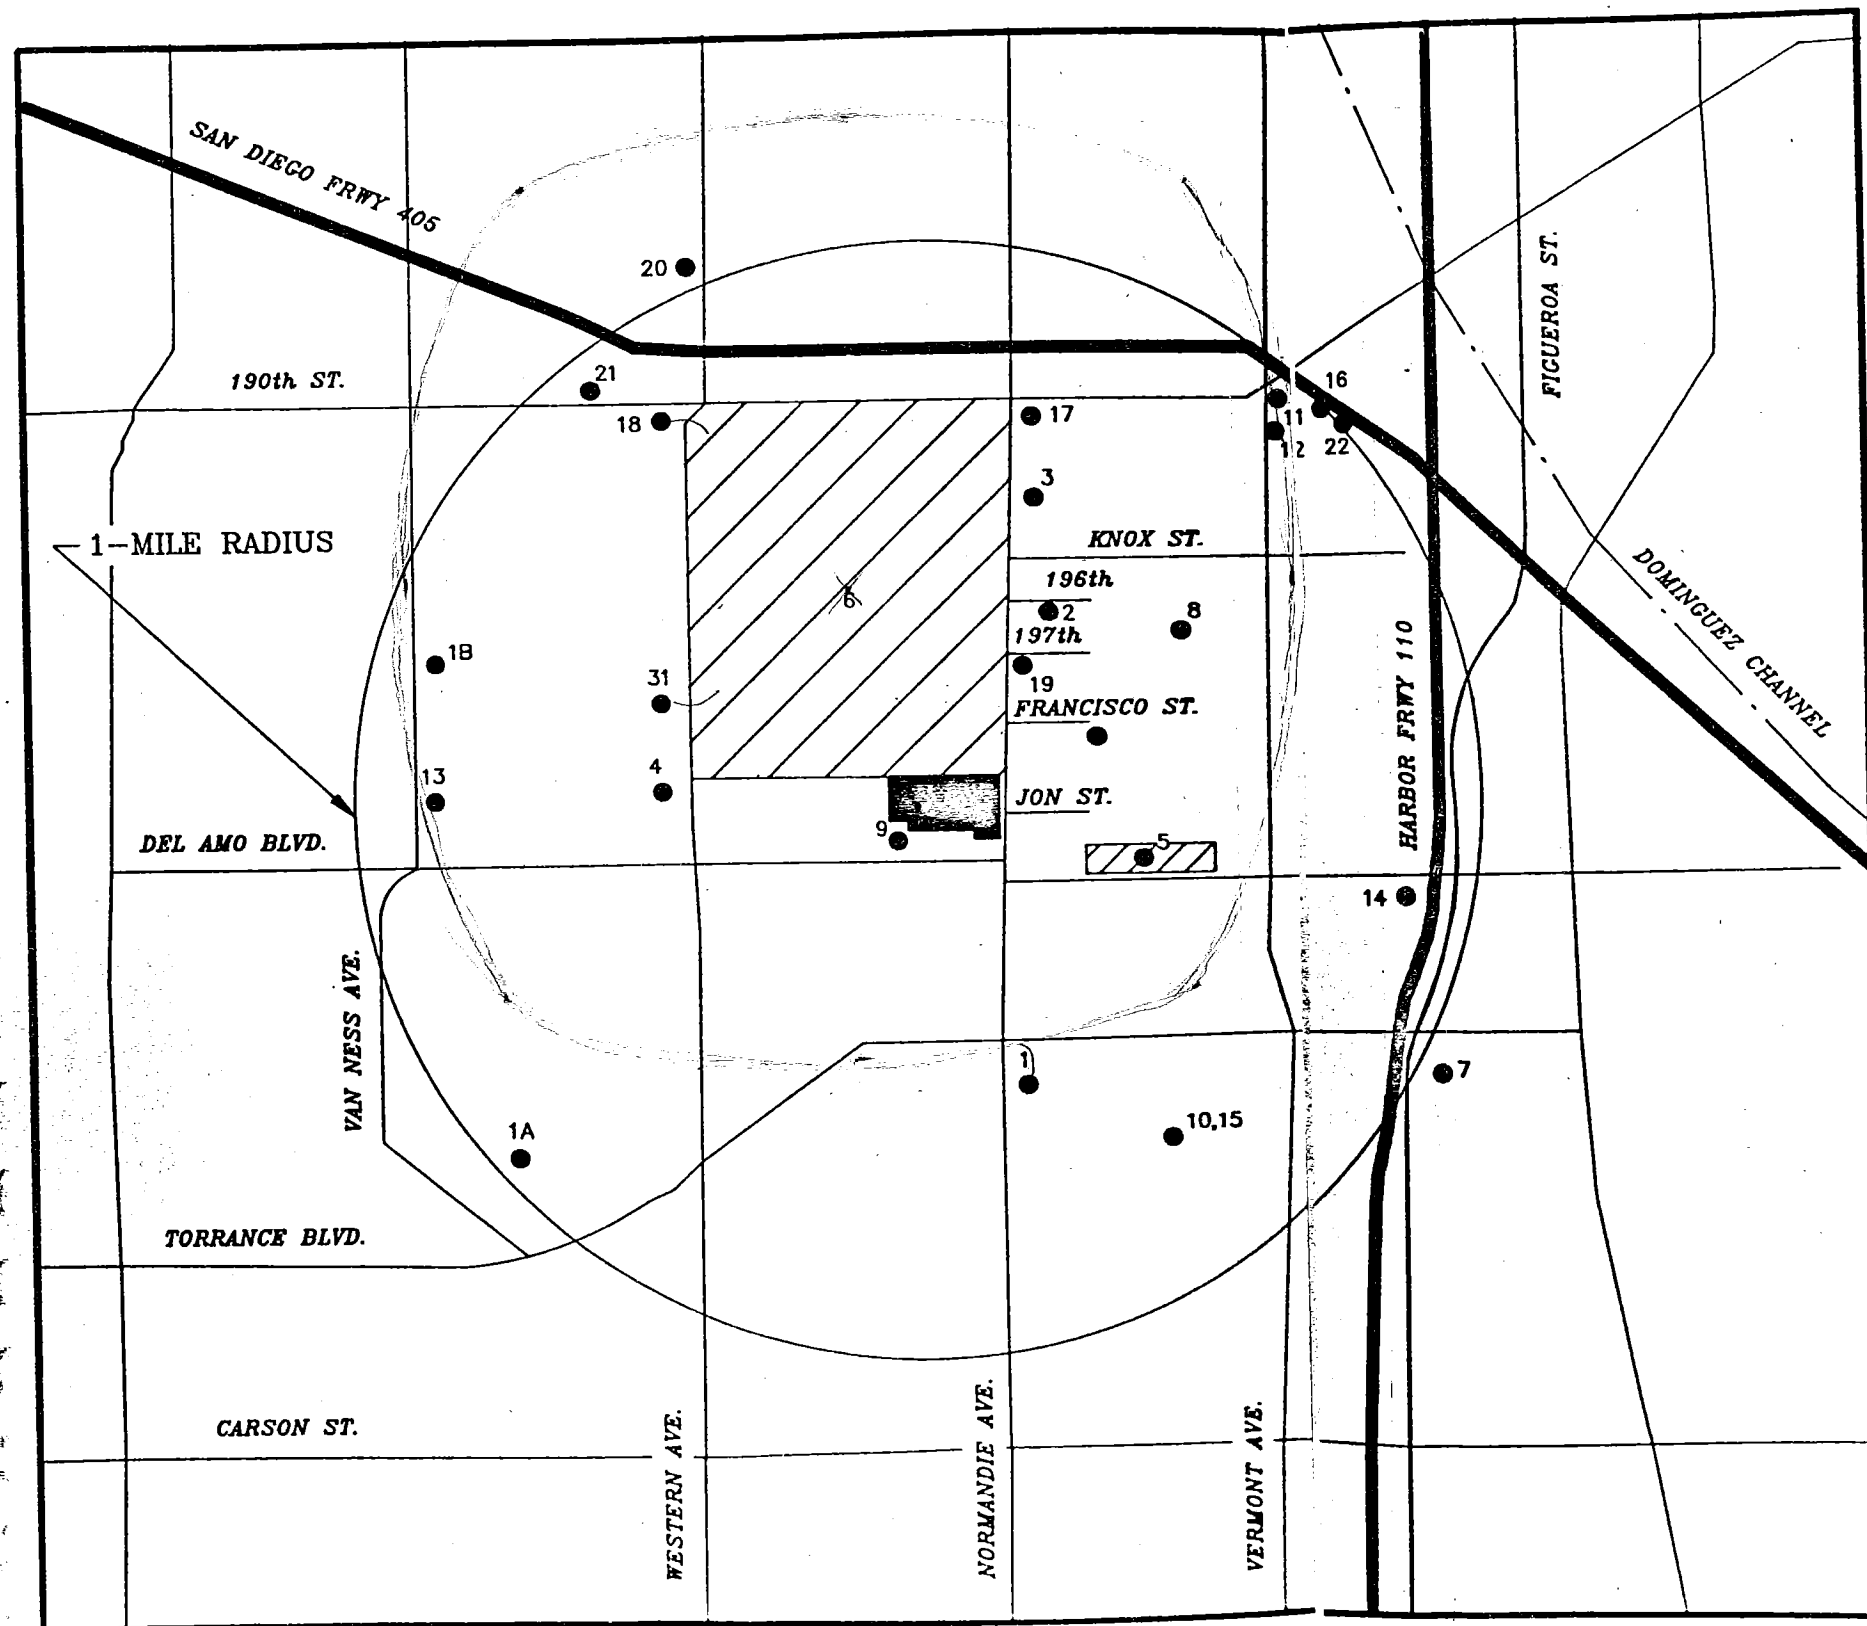 SAN DIEGO FRWY 405
20
FIGUEROA ST.
190th ST.
21
16
18
17
11
12
22
3
1-MILE RADIUS
KNOX ST.
196th
6
2
8
DOMINGUEZ CHANNEL
197th
1B
31
19
HARBOR FRWY 110
FRANCISCO ST.
13
4
JON ST.
9
5
DEL AMO BLVD.
14
VAN NESS AVE.
1
7
1A
10,15
TORRANCE BLVD.
CARSON ST.
WESTERN AVE.
NORMANDIE AVE.
VERMONT AVE.